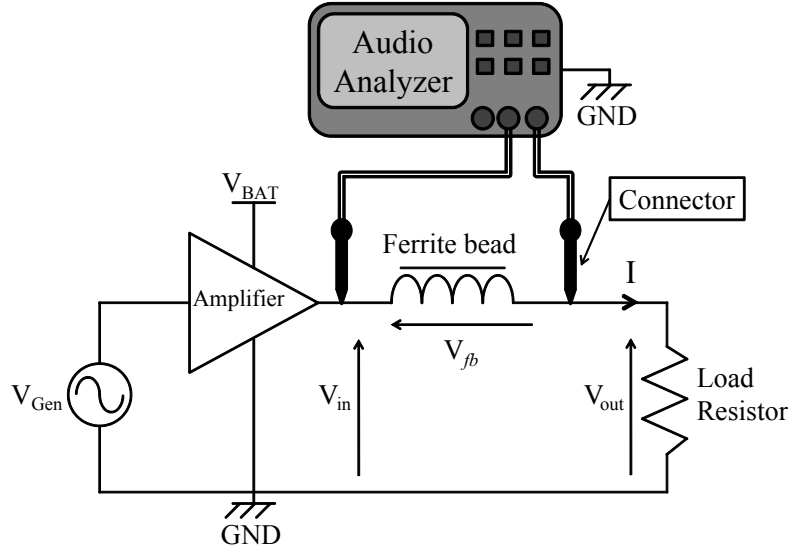 Audio
Analyzer
GND
V_BAT
Connector
Ferrite bead
I
Amplifier
V_fb
V_Gen
V_in
V_out
Load
Resistor
GND